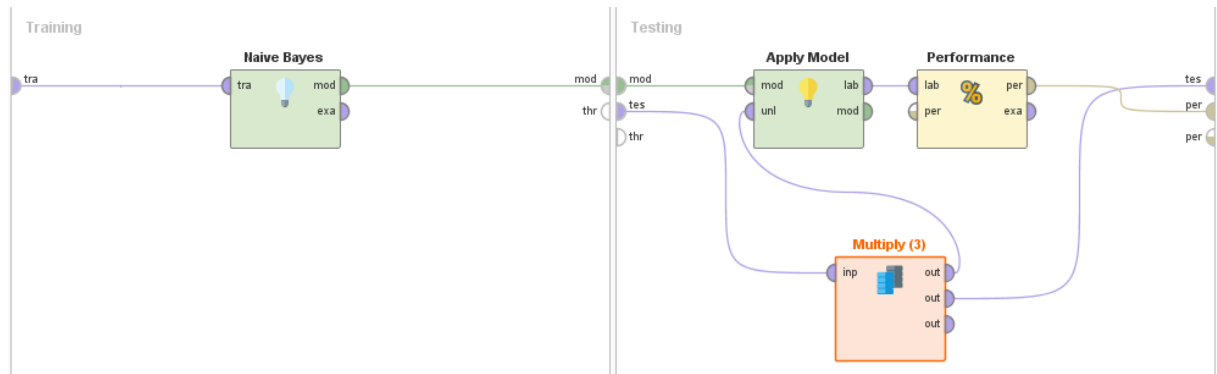 Training
Testing
Naive Bayes
Apply Model
Performance
tra
tra
mod
exa
mod
thr
mod
tes
thr
mod
unl
lab
mod
lab
per
per
exa
tes
per
per
Multiply (3)
inp
out
out
out